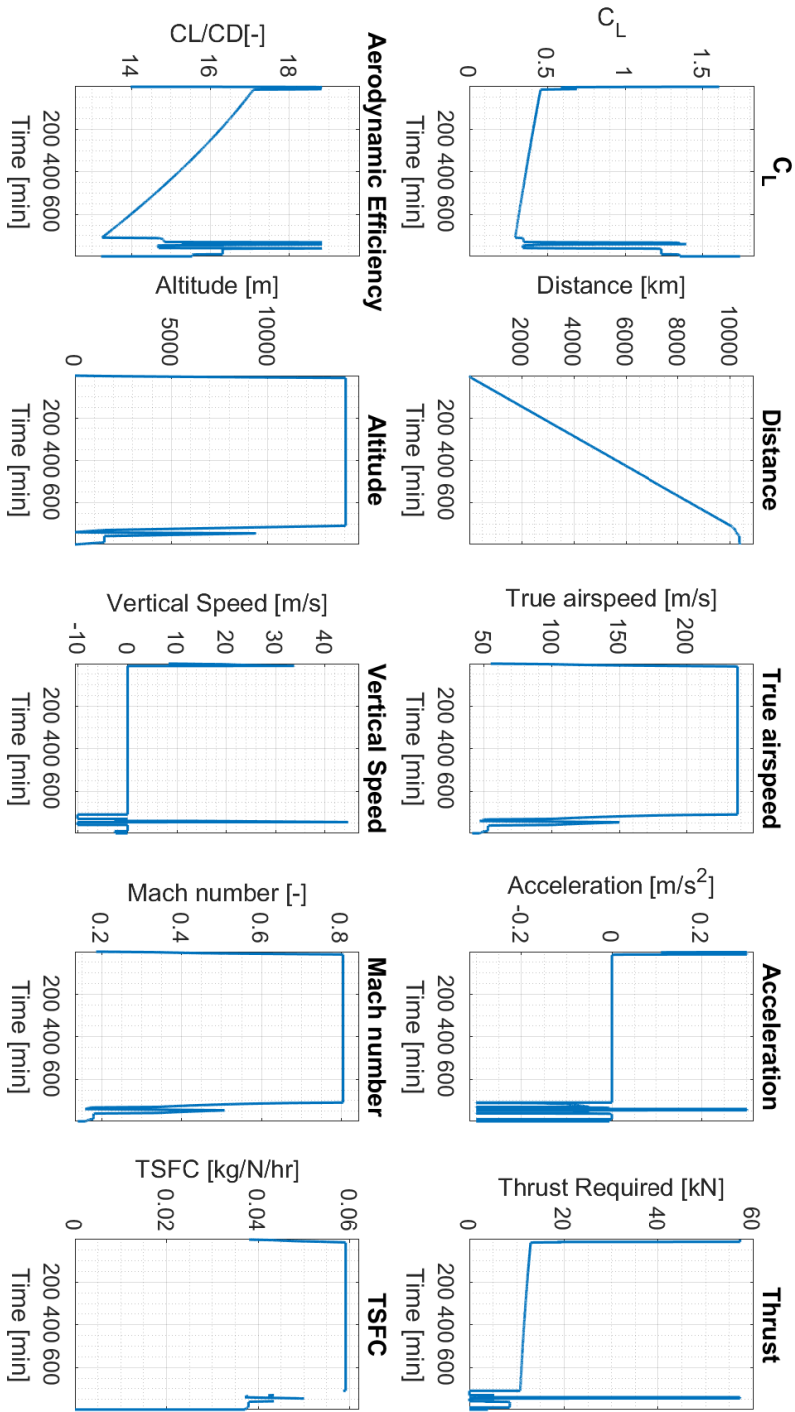 C_L
C_L
0 0.5 1 1.5
200 400 600
Time [min]
Distance
Distance [km]
2000 4000 6000 8000 10000
200 400 600
Time [min]
True airspeed
True airspeed [m/s]
50 100 150 200
200 400 600
Time [min]
Acceleration
Acceleration [m/s²]
-0.2 0 0.2
200 400 600
Time [min]
Thrust
Thrust Required [kN]
0 20 40 60
200 400 600
Time [min]
Aerodynamic Efficiency
CL/CD[-]
14 16 18
200 400 600
Time [min]
Altitude
Altitude [m]
0 5000 10000
200 400 600
Time [min]
Vertical Speed
Vertical Speed [m/s]
-10 0 10 20 30 40
200 400 600
Time [min]
Mach number
Mach number [-]
0.2 0.4 0.6 0.8
200 400 600
Time [min]
TSFC
TSFC [kg/N/hr]
0 0.02 0.04 0.06
200 400 600
Time [min]